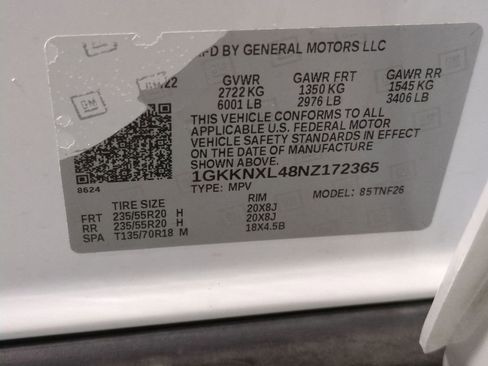 MFD BY GENERAL MOTORS LLC
22 GVWR GAWR FRT GAWR RR
2722 KG 1350 KG 1545 KG
6001 LB 2976 LB 3406 LB
THIS VEHICLE CONFORMS TO ALL
APPLICABLE U.S. FEDERAL MOTOR
VEHICLE SAFETY STANDARDS IN EFFECT
ON THE DATE OF MANUFACTURE
SHOWN ABOVE.
8624 1GKKNXL48NZ172365
TYPE: MPV MODEL: 85TNF26
TIRE SIZE RIM
FRT 235/55R20 H 20X8J
RR 235/55R20 H 20X8J
SPA T135/70R18 M 18X4.5B
GM
GM